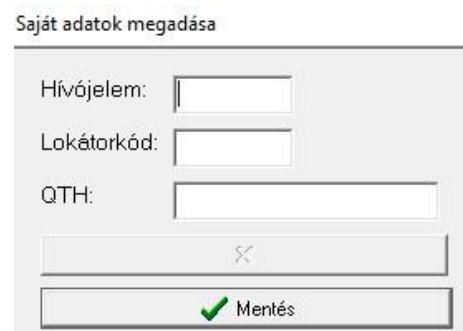 Saját adatok megadása
Hívójelem:
Lokátorkód:
QTH:
Mentés